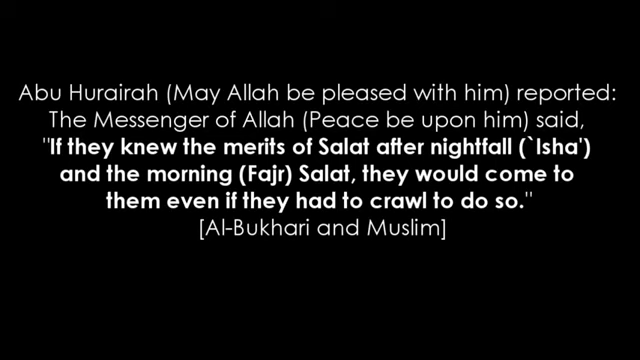 Abu Hurairah (May Allah be pleased with him) reported:
The Messenger of Allah (Peace be upon him) said,
"If they knew the merits of Salat after nightfall (`Isha')
and the morning (Fajr) Salat, they would come to
them even if they had to crawl to do so."
[Al-Bukhari and Muslim]